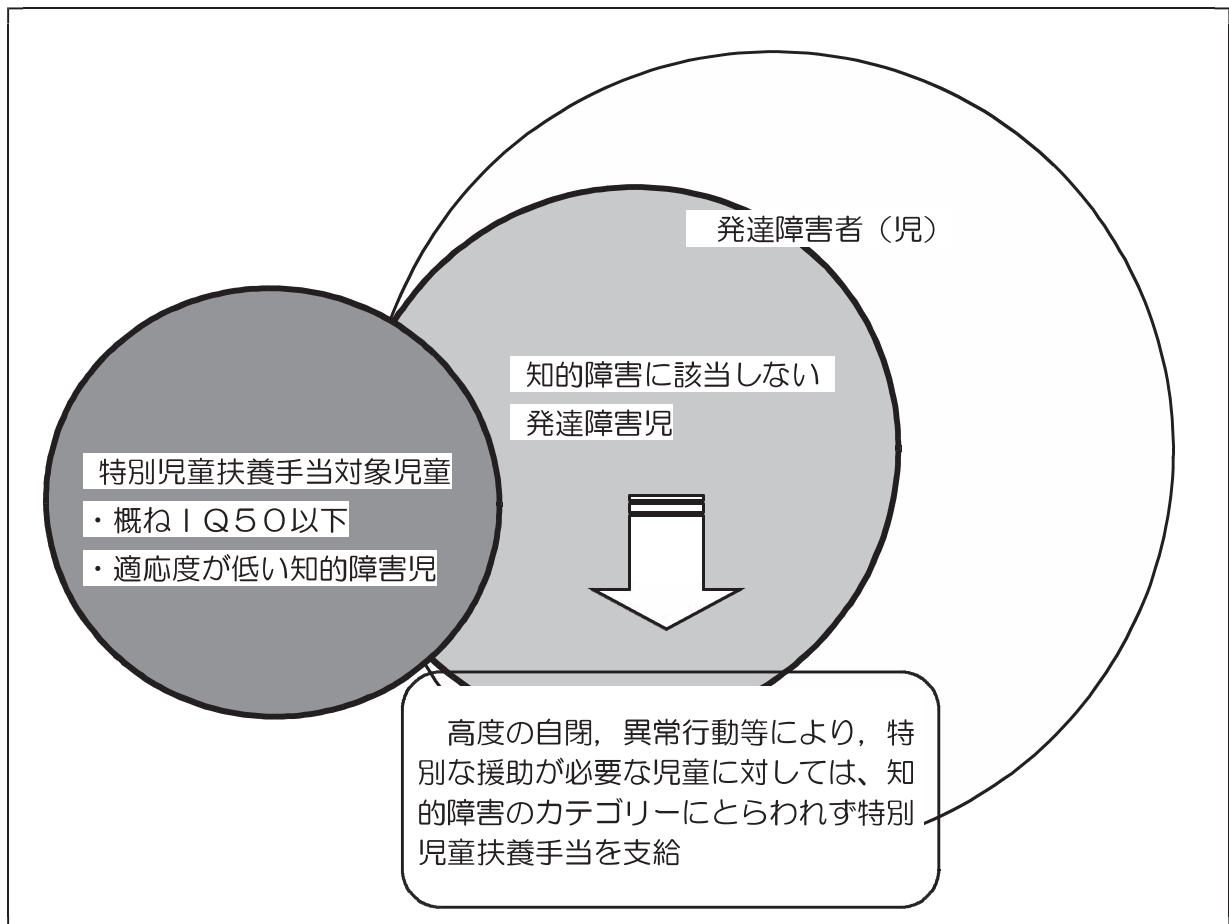 発達障害者（児）
知的障害に該当しない
発達障害児
特別児童扶養手当対象児童
・概ねＩＱ５０以下
・適応度が低い知的障害児
高度の自閉，異常行動等により，特
別な援助が必要な児童に対しては、知
的障害のカテゴリーにとらわれず特別
児童扶養手当を支給